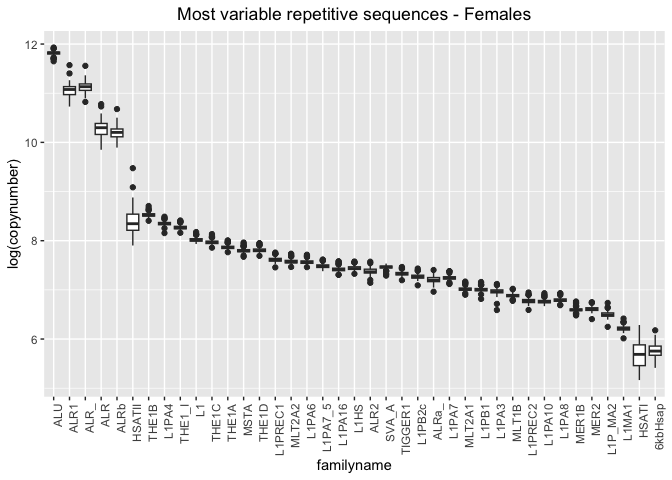 Most variable repetitive sequences - Females
log(copynumber)
12
10
8
6
ALU
ALR1
ALR_
ALR
ALRb
HSATII
THE1B
L1PA4
THE1_I
L1
THE1C
THE1A
MSTA
THE1D
L1PREC1
MLT2A2
L1PA6
L1PA7_5
L1PA16
L1HS
ALR2
SVA_A
TIGGER1
L1PB2c
ALRa_
L1PA7
MLT2A1
L1PB1
L1PA3
MLT1B
L1PREC2
L1PA10
L1PA8
MER1B
MER2
L1P_MA2
L1MA1
HSATI
6kbHsap
familyname